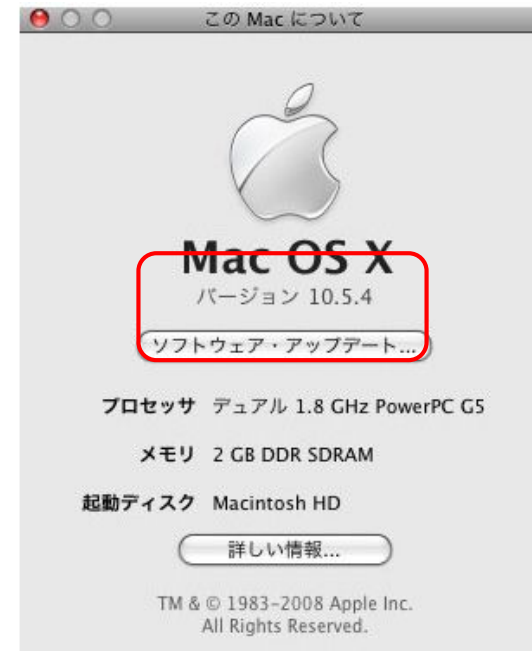 この Mac について
Mac OS X
バージョン 10.5.4
ソフトウェア・アップデート...
プロセッサ デュアル 1.8 GHz PowerPC G5
メモリ 2 GB DDR SDRAM
起動ディスク Macintosh HD
詳しい情報...
TM & © 1983-2008 Apple Inc.
All Rights Reserved.